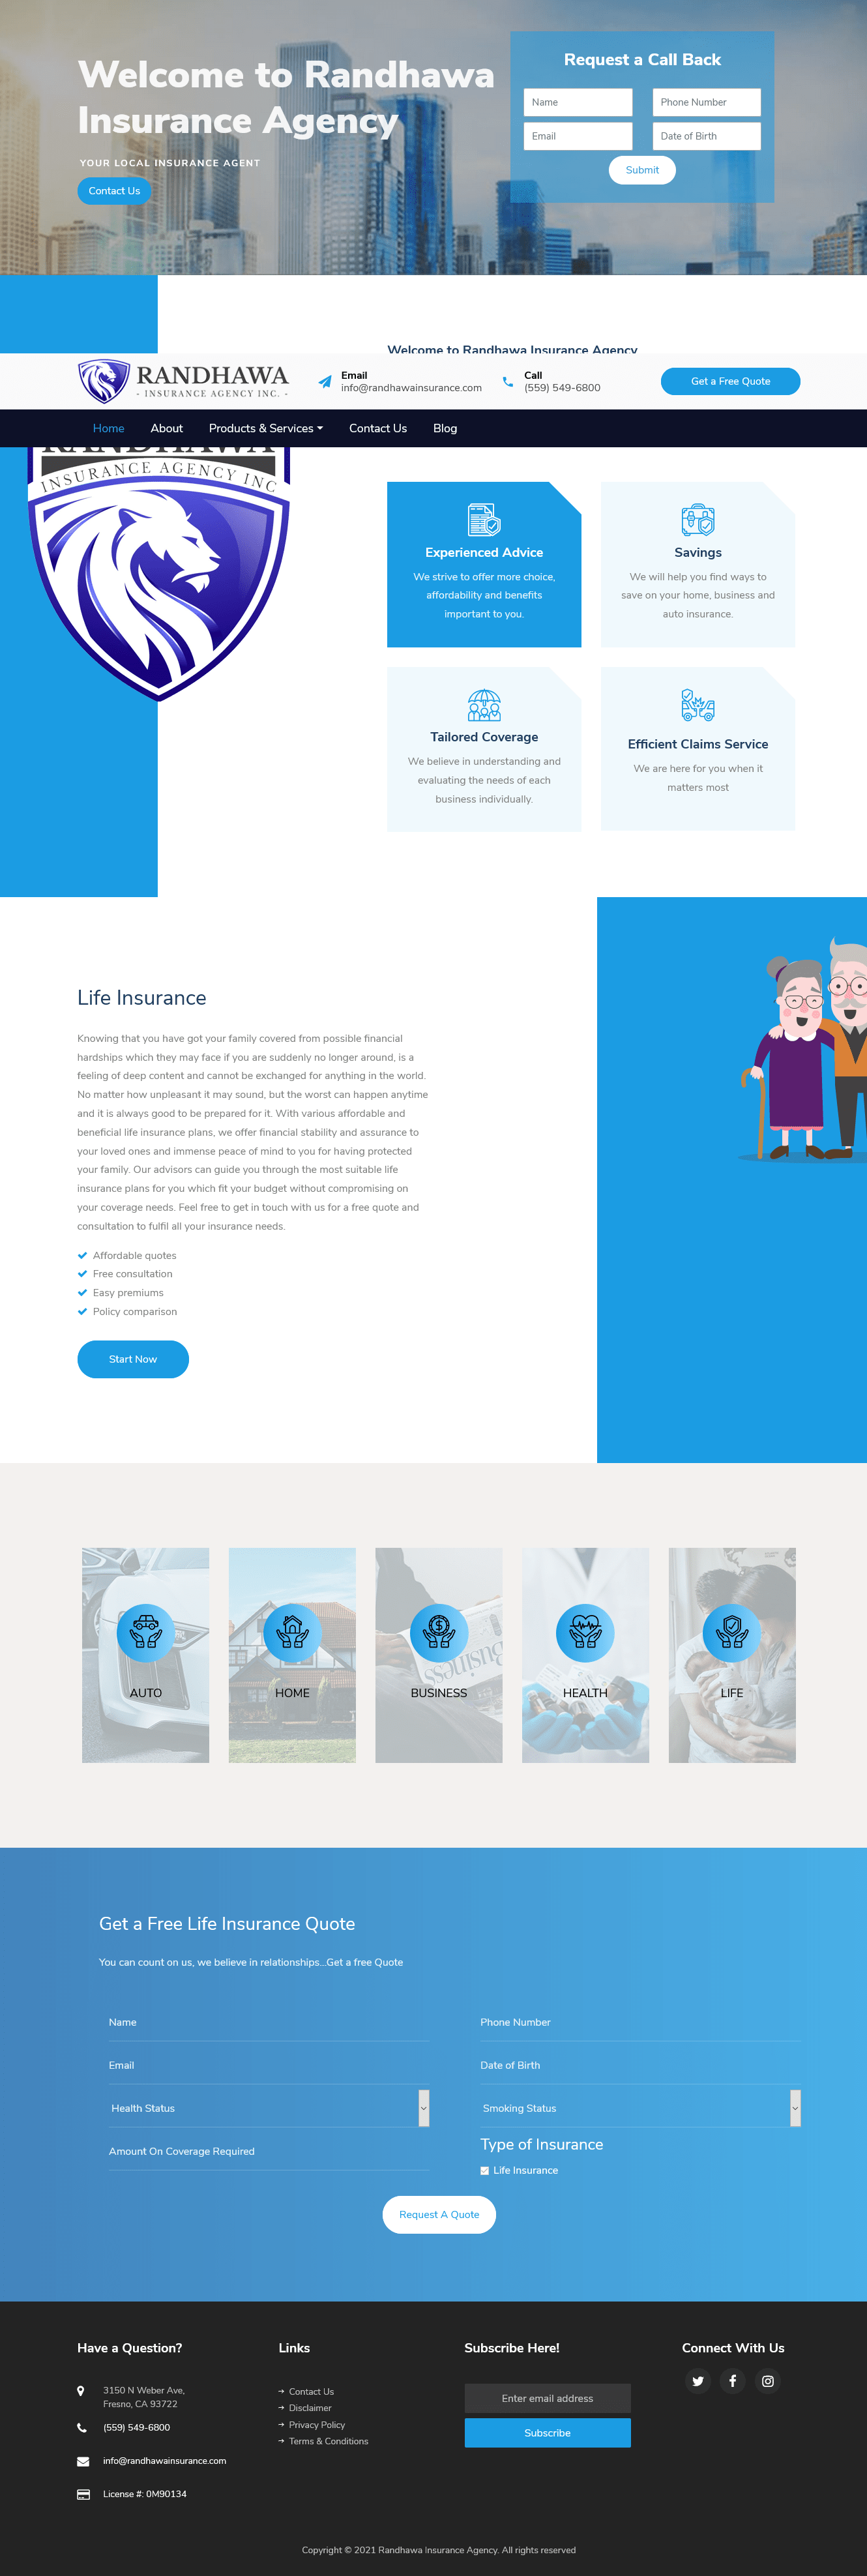 Welcome to Randhawa
Insurance Agency
YOUR LOCAL INSURANCE AGENT
Contact Us
Request a Call Back
Name
Phone Number
Email
Date of Birth
Submit
Welcome to Randhawa Insurance Agency
RANDHAWA
- INSURANCE AGENCY INC. -
Email
info@randhawainsurance.com
Call
(559) 549-6800
Get a Free Quote
Home
About
Products & Services
Contact Us
Blog
RANDHAWA
INSURANCE AGENCY INC
Experienced Advice
We strive to offer more choice,
affordability and benefits
important to you.
Savings
We will help you find ways to
save on your home, business and
auto insurance.
Tailored Coverage
We believe in understanding and
evaluating the needs of each
business individually.
Efficient Claims Service
We are here for you when it
matters most
Life Insurance
Knowing that you have got your family covered from possible financial
hardships which they may face if you are suddenly no longer around, is a
feeling of deep content and cannot be exchanged for anything in the world.
No matter how unpleasant it may sound, but the worst can happen anytime
and it is always good to be prepared for it. With various affordable and
beneficial life insurance plans, we offer financial stability and assurance to
your loved ones and immense peace of mind to you for having protected
your family. Our advisors can guide you through the most suitable life
insurance plans for you which fit your budget without compromising on
your coverage needs. Feel free to get in touch with us for a free quote and
consultation to fulfil all your insurance needs.
Affordable quotes
Free consultation
Easy premiums
Policy comparison
Start Now
AUTO
HOME
BUSINESS
HEALTH
LIFE
Get a Free Life Insurance Quote
You can count on us, we believe in relationships...Get a free Quote
Name
Phone Number
Email
Date of Birth
Health Status
Smoking Status
Amount On Coverage Required
Type of Insurance
Life Insurance
Request A Quote
Have a Question?
3150 N Weber Ave,
Fresno, CA 93722
(559) 549-6800
info@randhawainsurance.com
License #: 0M90134
Links
Contact Us
Disclaimer
Privacy Policy
Terms & Conditions
Subscribe Here!
Enter email address
Subscribe
Connect With Us
Copyright © 2021 Randhawa Insurance Agency. All rights reserved